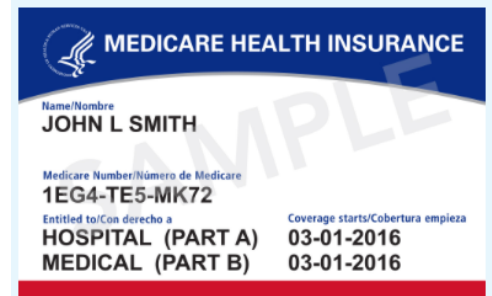 MEDICARE HEALTH INSURANCE
Name/Nombre
JOHN L SMITH
Medicare Number/Número de Medicare
1EG4-TE5-MK72
Entitled to/Con derecho a Coverage starts/Cobertura empieza
HOSPITAL (PART A) 03-01-2016
MEDICAL (PART B) 03-01-2016
SAMPLE